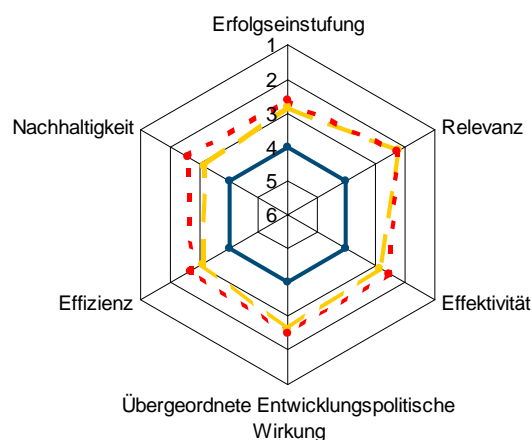 Erfolgseinstufung
1
2
Nachhaltigkeit
3
Relevanz
4
5
6
Effizienz
Effektivität
Übergeordnete Entwicklungspolitische
Wirkung